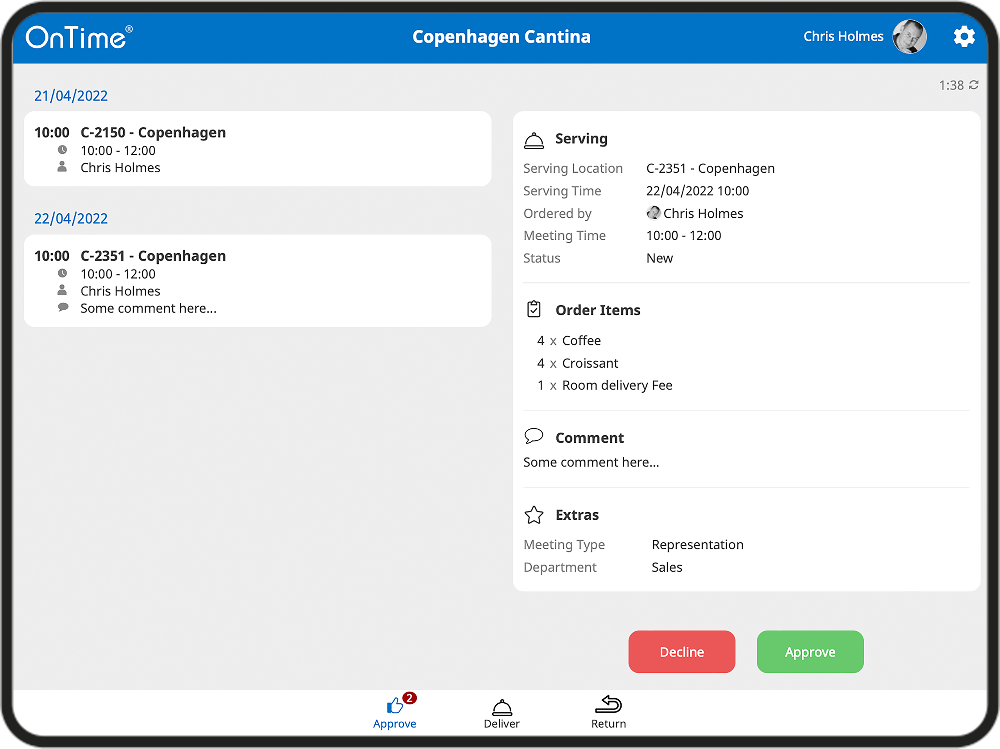 OnTime®
Copenhagen Cantina
Chris Holmes
1:38
21/04/2022
10:00 C-2150 - Copenhagen
10:00 - 12:00
Chris Holmes
22/04/2022
10:00 C-2351 - Copenhagen
10:00 - 12:00
Chris Holmes
Some comment here...
Serving
Serving Location C-2351 - Copenhagen
Serving Time 22/04/2022 10:00
Ordered by Chris Holmes
Meeting Time 10:00 - 12:00
Status New
Order Items
4 x Coffee
4 x Croissant
1 x Room delivery Fee
Comment
Some comment here...
Extras
Meeting Type Representation
Department Sales
Decline Approve
2
Approve Deliver Return